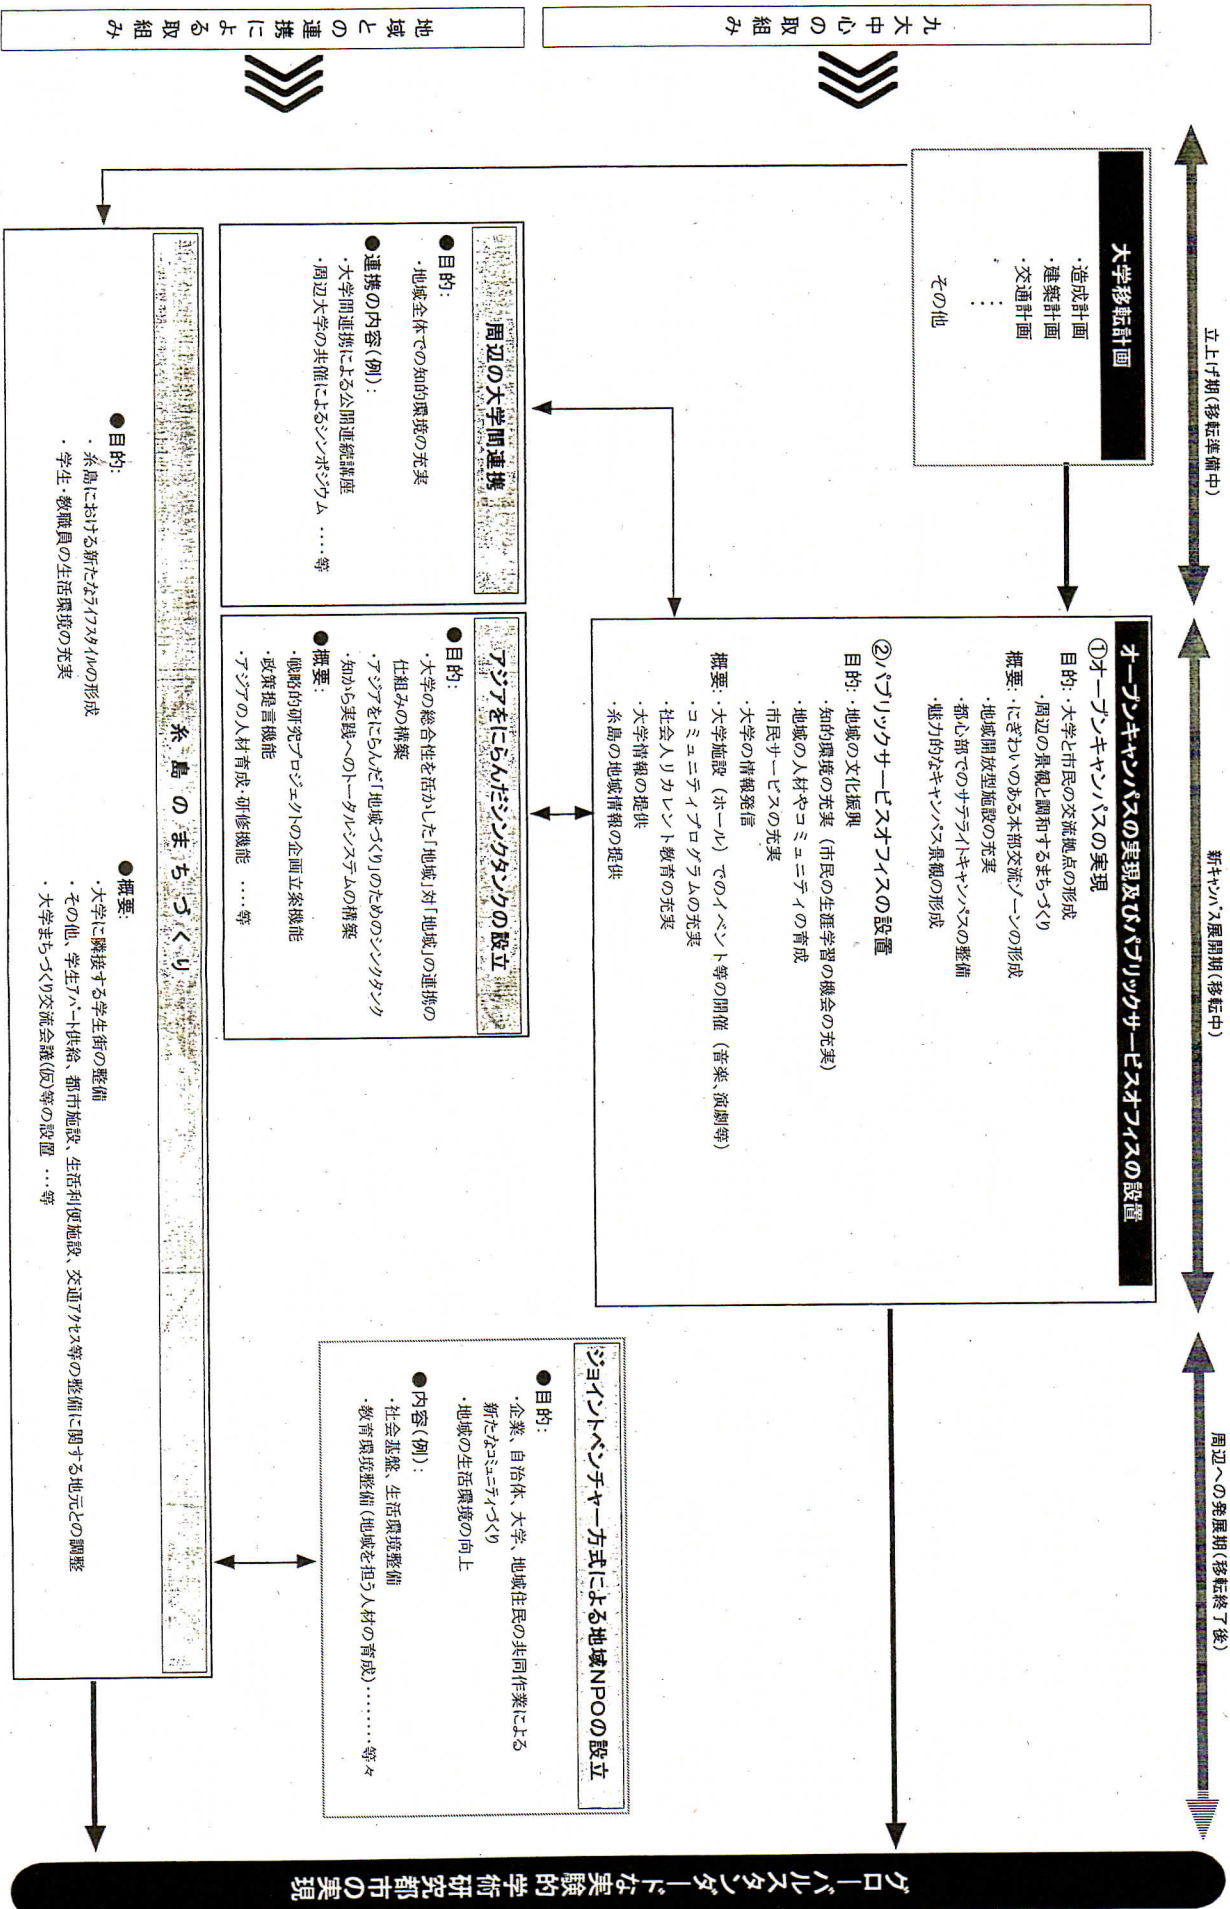 立上げ期(移転準備中)
新キャンパス展開期(移転中)
周辺への発展期(移転終了後)
九大中心の取組み
地域との連携による取組み
大学移転計画
・造成計画
・建築計画
・交通計画
：
その他
オープンキャンパスの実現及びパブリックサービスオフィスの設置
①オープンキャンパスの実現
目的:・大学と市民の交流拠点の形成
・周辺の景観と調和するまちづくり
概要:・にぎわいのある本部交流ゾーンの形成
・地域開放型施設の充実
・都心部でのサテライトキャンパスの整備
・魅力的なキャンパス景観の形成
②パブリックサービスオフィスの設置
目的:・地域の文化振興
・知的環境の充実（市民の生涯学習の機会の充実）
・地域の人材やコミュニティの育成
・市民サービスの充実
・大学の情報発信
概要:・大学施設（ホール）でのイベント等の開催（音楽、演劇等）
・コミュニティプログラムの充実
・社会人リカレント教育の充実
・大学情報の提供
・糸島の地域情報の提供
周辺の大学間連携
●目的:
・地域全体での知的環境の充実
●連携の内容(例):
・大学間連携による公開連続講座
・周辺大学の共催によるシンポジウム ‥‥等
アジアをにらんだシンクタンクの設立
●目的:
・大学の総合性を活かした「地域」対「地域」の連携の
仕組みの構築
・アジアをにらんだ「地域づくり」のためのシンクタンク
・知から実践へのトータルシステムの構築
●概要:
・戦略的研究プロジェクトの企画立案機能
・政策提言機能
・アジアの人材育成・研修機能 ‥‥等
ジョイントベンチャー方式による地域NPOの設立
●目的:
・企業、自治体、大学、地域住民の共同作業による
新たなコミュニティづくり
・地域の生活環境の向上
●内容(例):
・社会基盤、生活環境整備
・教育環境整備(地域を担う人材の育成)‥‥‥‥等々
糸島のまちづくり
●目的:
・糸島における新たなライフスタイルの形成
・学生・教職員の生活環境の充実
●概要:
・大学に隣接する学生街の整備
・その他、学生アパート供給、都市施設、生活利便施設、交通アクセス等の整備に関する地元との調整
・大学まちづくり交流会議(仮)等の設置 …等
グローバルスタンダードな実験的学術研究都市の実現